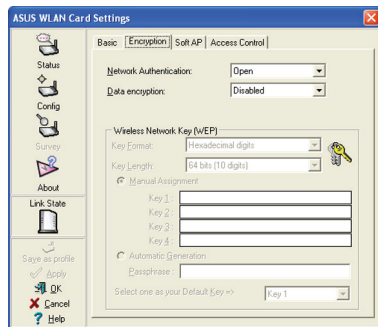 ASUS WLAN Card Settings
Status
Config
Survey
About
Link State
Save as profile
Apply
OK
Cancel
Help
Basic Encryption Soft AP Access Control
Network Authentication: Open
Data encryption: Disabled
Wireless Network Key (WEP)
Key Format: Hexadecimal digits
Key Length: 64 bits (10 digits)
Manual Assignment
Key 1 :
Key 2 :
Key 3 :
Key 4 :
Automatic Generation
Passphrase :
Select one as your Default Key => Key 1